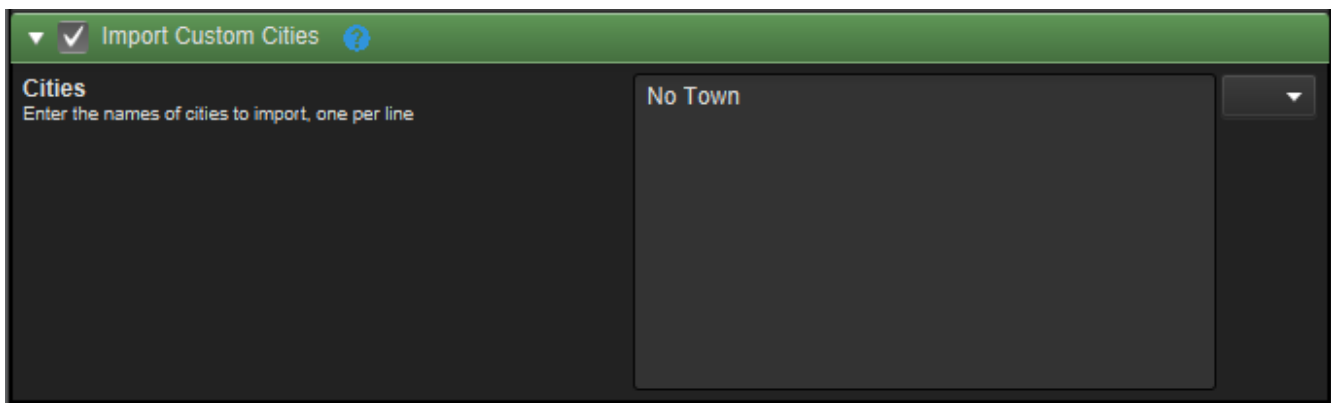 Import Custom Cities
Cities
Enter the names of cities to import, one per line
No Town